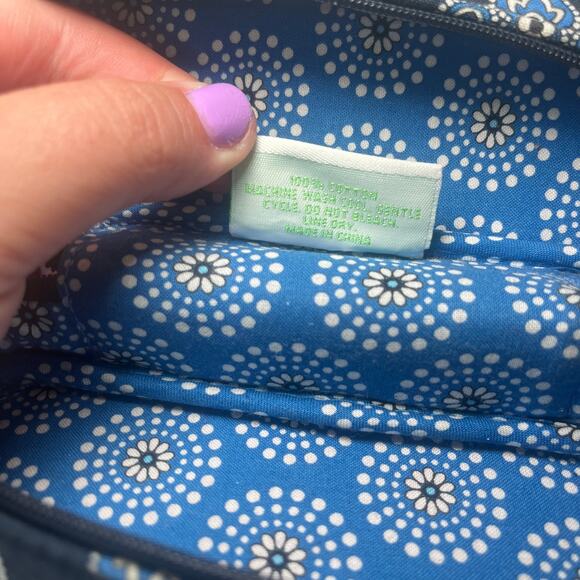 100% COTTON
MACHINE WASH COOL, GENTLE
CYCLE. DO NOT BLEACH.
LINE DRY.
MADE IN CHINA